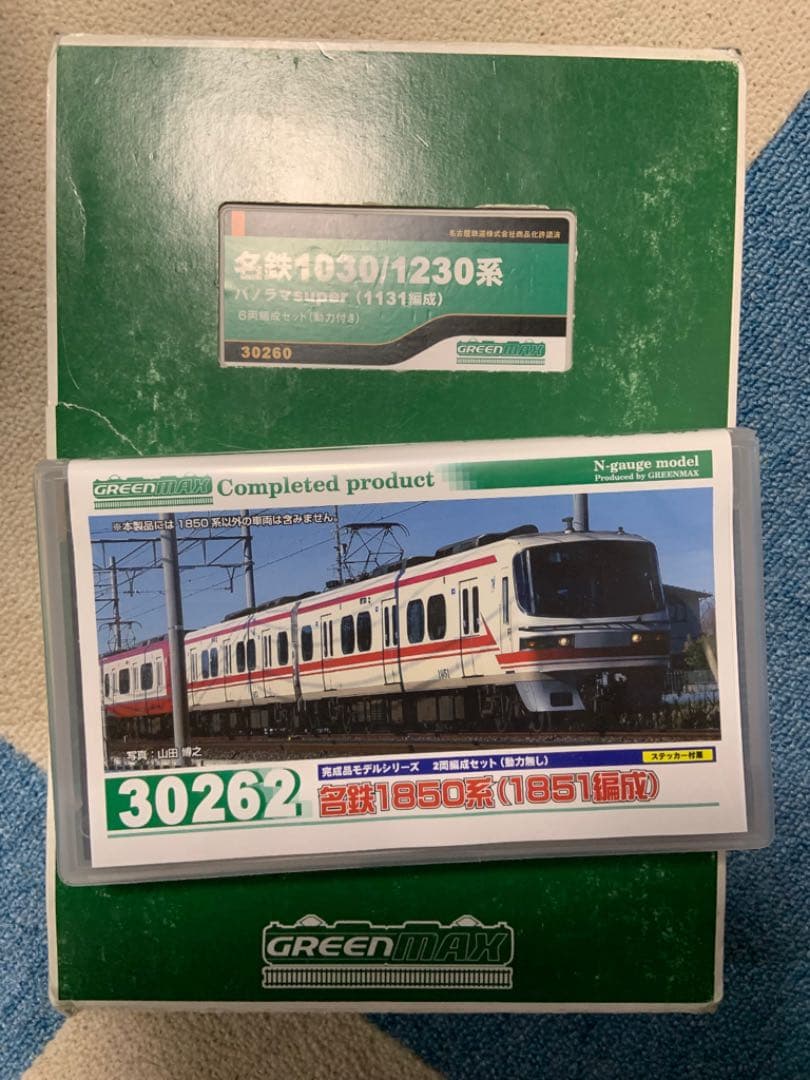 名古屋鉄道株式会社商品化許諾済
名鉄1030/1230系
パノラマsuper（1131編成）
6両編成セット（動力付き）
30260
GREENMAX
GREENMAX Completed product
N-gauge model
Produced by GREENMAX
※本製品には1850系以外の車両は含みません。
1851
写真：山田 博之
完成品モデルシリーズ 2両編成セット（動力無し）
ステッカー付属
30262
名鉄1850系（1851編成）
GREENMAX